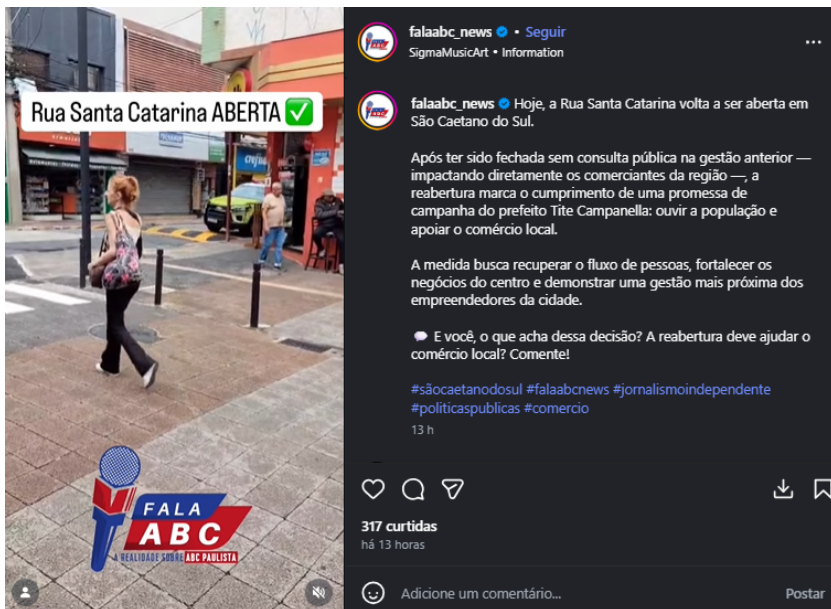 Rua Santa Catarina ABERTA ✅
crefisa
FALA
ABC
A REALIDADE SOBRE ABC PAULISTA
falaabc_news • Seguir
SigmaMusicArt • Information
falaabc_news Hoje, a Rua Santa Catarina volta a ser aberta em
São Caetano do Sul.
Após ter sido fechada sem consulta pública na gestão anterior —
impactando diretamente os comerciantes da região —, a
reabertura marca o cumprimento de uma promessa de
campanha do prefeito Tite Campanella: ouvir a população e
apoiar o comércio local.
A medida busca recuperar o fluxo de pessoas, fortalecer os
negócios do centro e demonstrar uma gestão mais próxima dos
empreendedores da cidade.
💬 E você, o que acha dessa decisão? A reabertura deve ajudar o
comércio local? Comente!
#sãocaetanodosul #falaabcnews #jornalismoindependente
#politicaspublicas #comercio
13 h
317 curtidas
há 13 horas
Adicione um comentário...
Postar